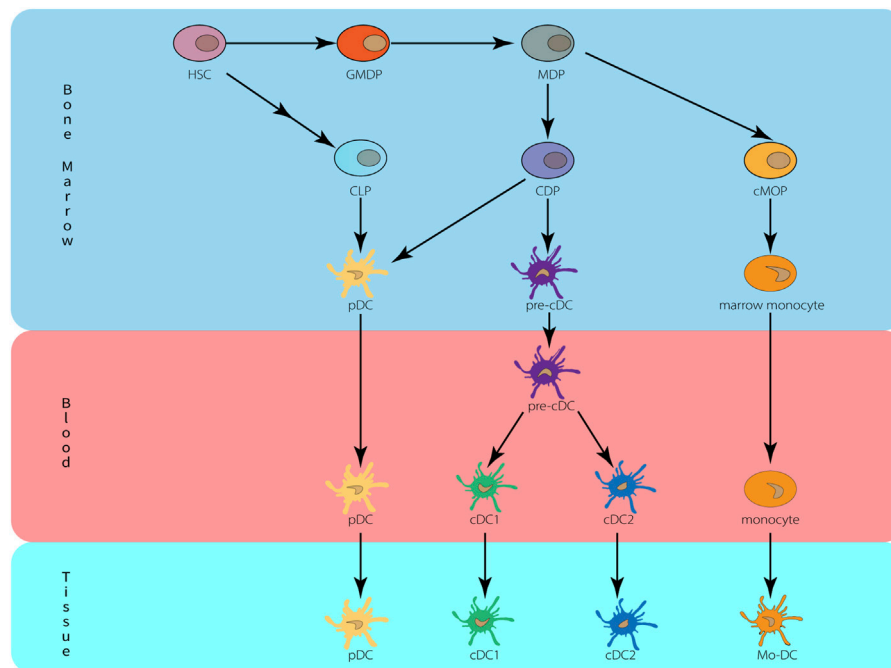 Bone Marrow
HSC
GMDP
MDP
CLP
CDP
cMOP
pDC
pre-cDC
marrow monocyte
Blood
pre-cDC
pDC
cDC1
cDC2
monocyte
Tissue
pDC
cDC1
cDC2
Mo-DC